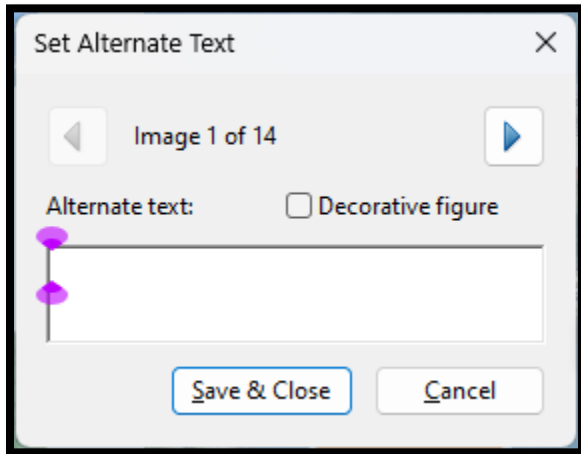 Set Alternate Text
Image 1 of 14
Alternate text: Decorative figure
Save & Close Cancel